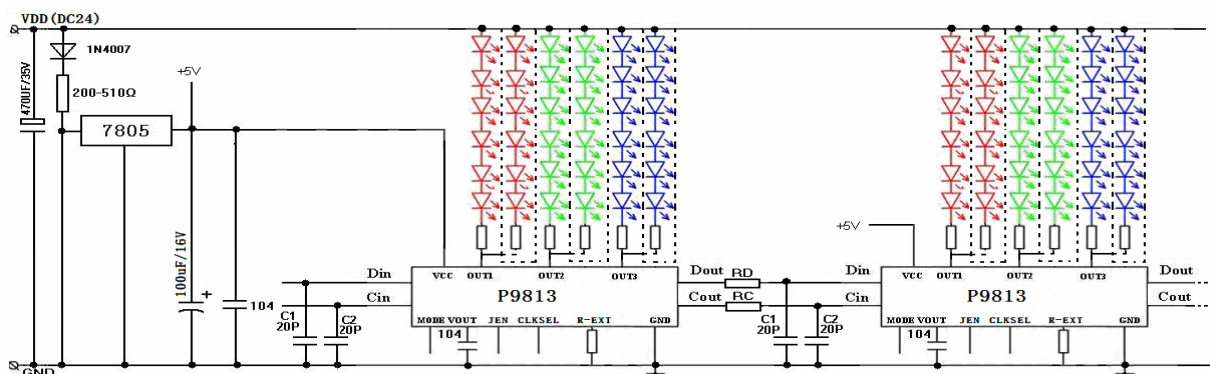 VDD(DC24)
1N4007
470UF/35V
200-510Ω
+5V
7805
100uF/16V
+
104
C1
20P
C2
20P
GND
Din
Cin
VCC
OUT1
OUT2
OUT3
P9813
MODE
VOUT
JEN
CLKSEL
R-EXT
GND
104
Dout
RD
Cout
RC
C1
20P
C2
20P
+5V
Din
Cin
VCC
OUT1
OUT2
OUT3
P9813
MODE
VOUT
JEN
CLKSEL
R-EXT
GND
104
Dout
Cout